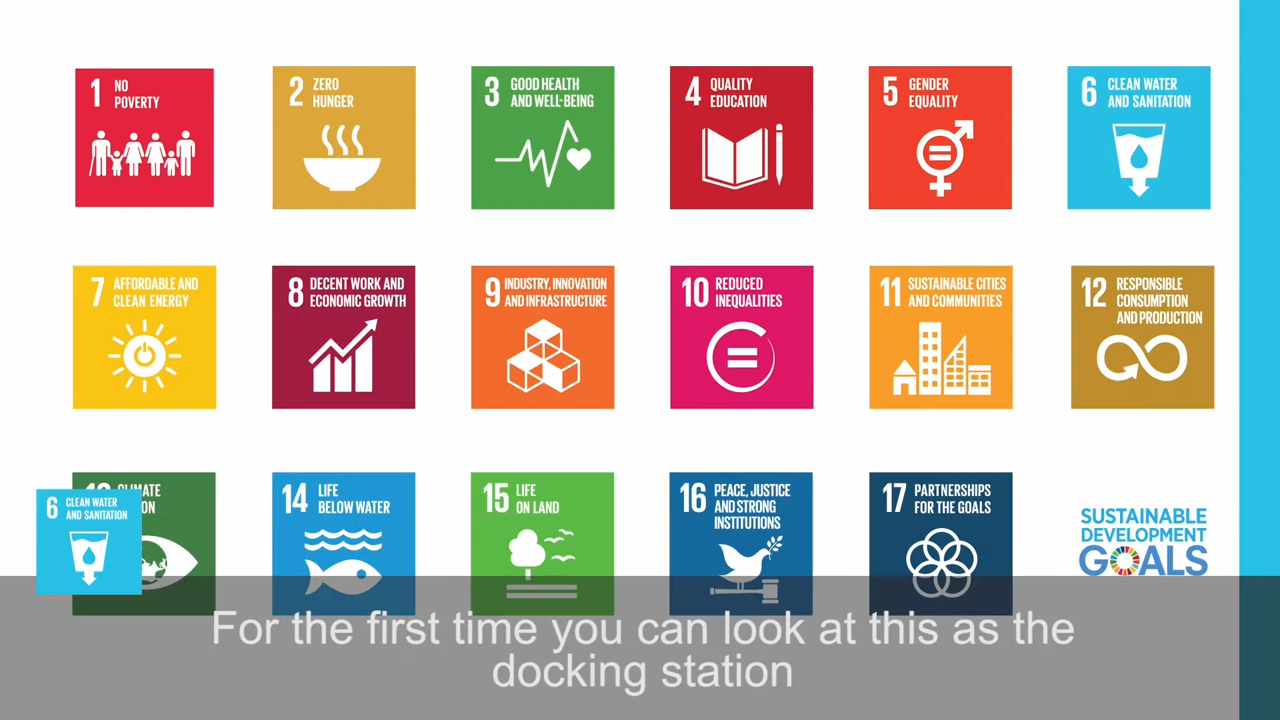 1 NO
POVERTY
2 ZERO
HUNGER
3 GOOD HEALTH
AND WELL-BEING
4 QUALITY
EDUCATION
5 GENDER
EQUALITY
6 CLEAN WATER
AND SANITATION
7 AFFORDABLE AND
CLEAN ENERGY
8 DECENT WORK AND
ECONOMIC GROWTH
9 INDUSTRY, INNOVATION
AND INFRASTRUCTURE
10 REDUCED
INEQUALITIES
11 SUSTAINABLE CITIES
AND COMMUNITIES
12 RESPONSIBLE
CONSUMPTION
AND PRODUCTION
6 CLEAN WATER
AND SANITATION
14 LIFE
BELOW WATER
15 LIFE
ON LAND
16 PEACE, JUSTICE
AND STRONG
INSTITUTIONS
17 PARTNERSHIPS
FOR THE GOALS
SUSTAINABLE
DEVELOPMENT
GOALS
For the first time you can look at this as the
docking station